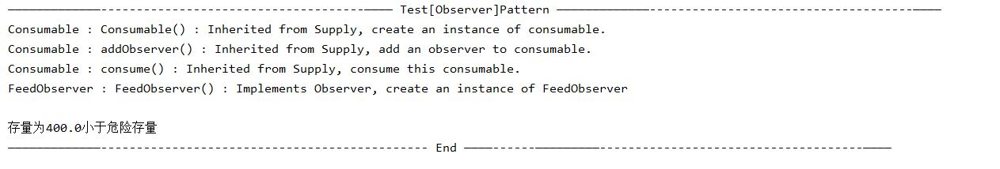 ———————————————————————————————————————————————————— Test[Observer]Pattern ————————————————————————————————————————————————————
Consumable : Consumable() : Inherited from Supply, create an instance of consumable.
Consumable : addObserver() : Inherited from Supply, add an observer to consumable.
Consumable : consume() : Inherited from Supply, consume this consumable.
FeedObserver : FeedObserver() : Implements Observer, create an instance of FeedObserver
存量为400.0小于危险存量
———————————————————————————————————————————————————— End ————————————————————————————————————————————————————